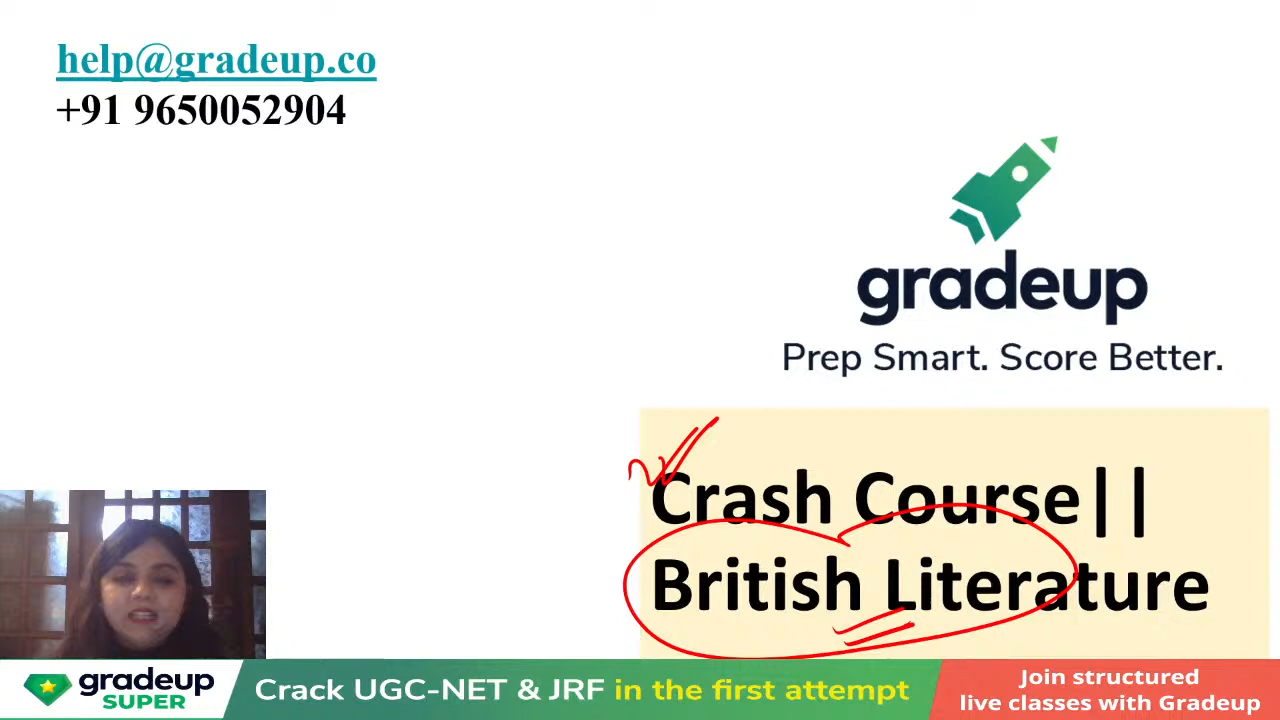 help@gradeup.co
+91 9650052904
gradeup
Prep Smart. Score Better.
Crash Course||
British Literature
gradeup
SUPER
Crack UGC-NET & JRF in the first attempt
Join structured
live classes with Gradeup